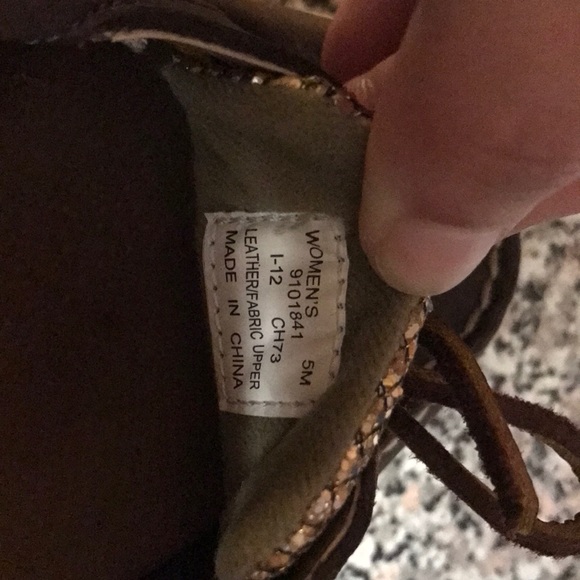 WOMEN'S
9101841 5M
I-12 CH73
LEATHER/FABRIC UPPER
MADE IN CHINA